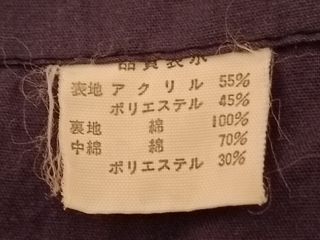 品質表示
表地 アクリル 55%
ポリエステル 45%
裏地 綿 100%
中綿 綿 70%
ポリエステル 30%